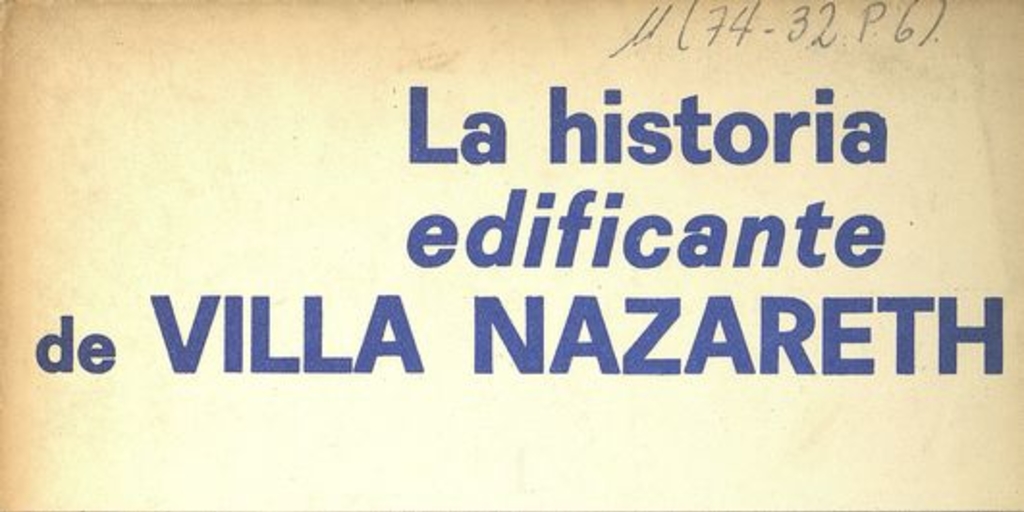 11 (74-32 P. 6).
La historia
edificante
de VILLA NAZARETH